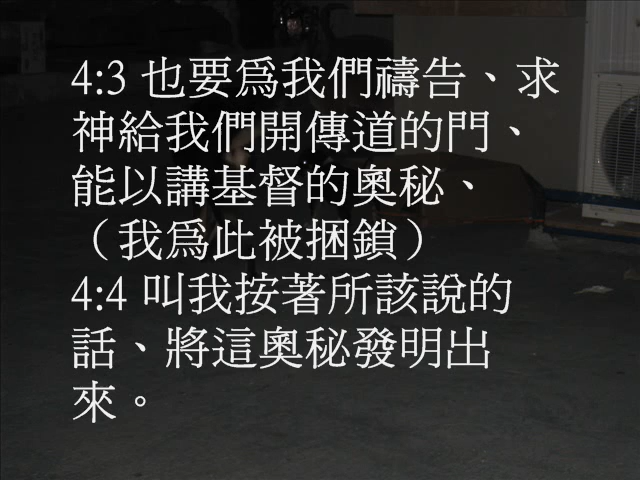 4:3 也要為我們禱告、求
神給我們開傳道的門、
能以講基督的奧秘、
（我為此被捆鎖）
4:4 叫我按著所該說的
話、將這奧秘發明出
來。